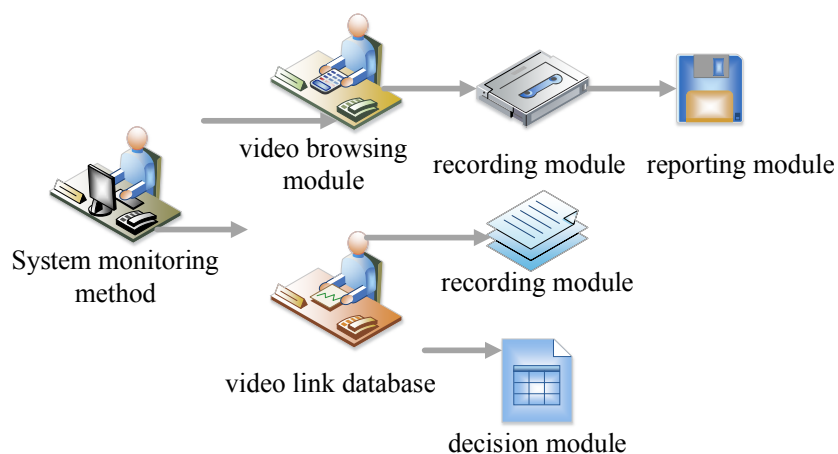 video browsing
module
recording module
reporting module
System monitoring
method
recording module
video link database
decision module